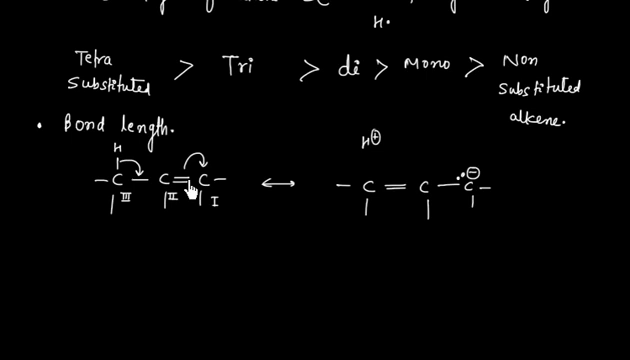 H.
Tetra Substituted > Tri > di > Mono > Non Substituted alkene.
• Bond length.
H H⊕
– C – C = C – ⟷ – C = C – C̈⊖ –
III II I